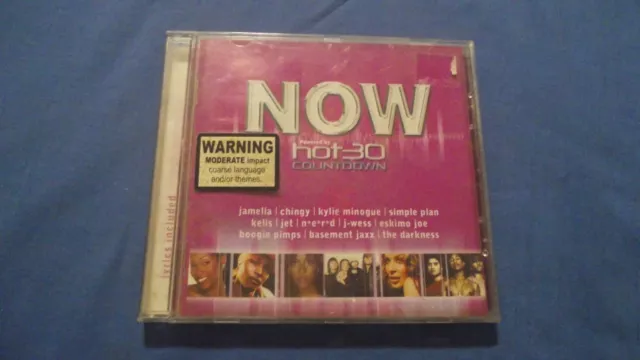 NOW
hot30
COUNTDOWN
WARNING
MODERATE impact
coarse language
and/or themes.
jamelia | chingy | kylie minogue | simple plan
kelis | jet | n*e*r*d | j-wess | eskimo joe
boogie pimps | basement jaxx | the darkness
lyrics included